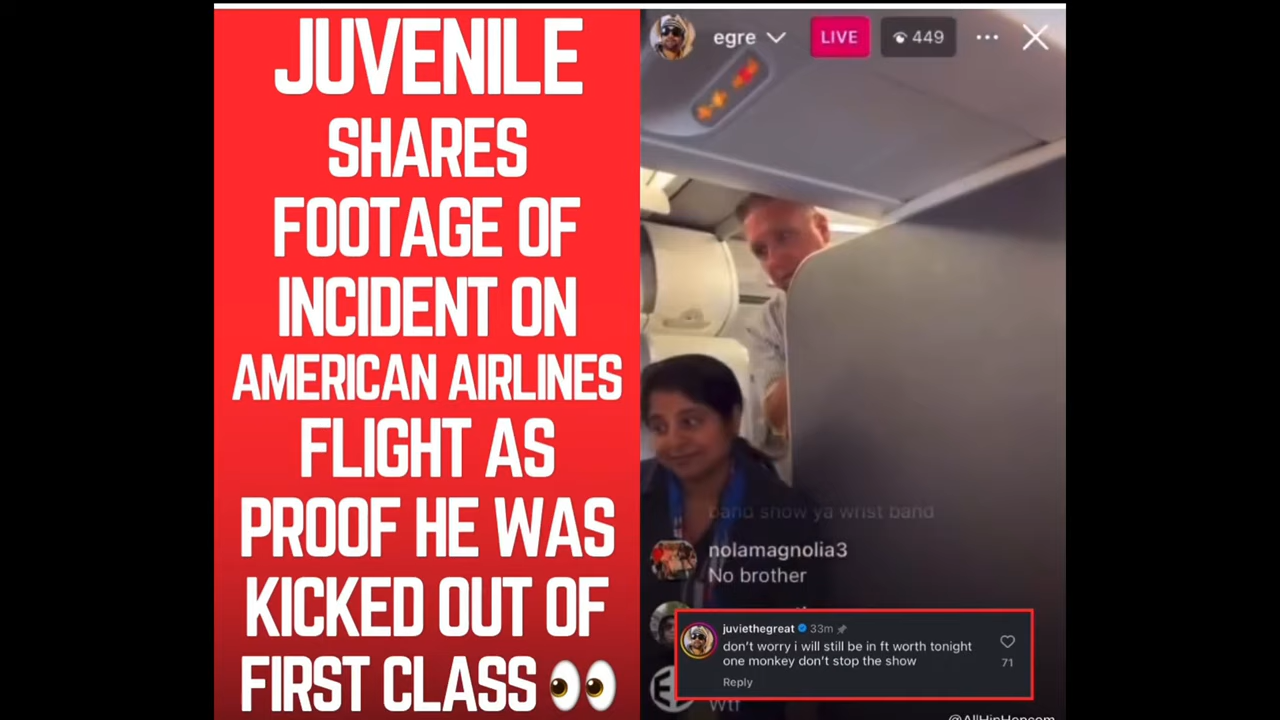 JUVENILE
SHARES
FOOTAGE OF
INCIDENT ON
AMERICAN AIRLINES
FLIGHT AS
PROOF HE WAS
KICKED OUT OF
FIRST CLASS 👀
egre
LIVE
449
band show ya wrist band
nolamagnolia3
No brother
juviethegreat 33m
don't worry i will still be in ft worth tonight
one monkey don't stop the show
71
Reply
Wtf
@AllHipHopcom